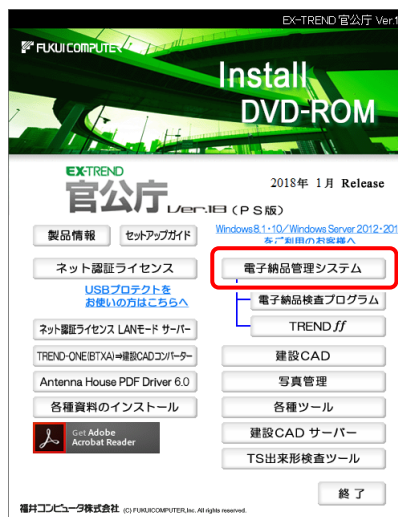 EX-TREND 官公庁 Ver.1
FUKUI COMPUTER
Install
DVD-ROM
EX-TREND
官公庁 Ver.18 (PS版)
2018年 1月 Release
製品情報
セットアップガイド
Windows8.1・10/Windows Server 2012・201
をご利用のお客様へ
ネット認証ライセンス
電子納品管理システム
USBプロテクトを
お使いの方はこちらへ
電子納品検査プログラム
ネット認証ライセンス LANモード サーバー
TREND ff
TREND-ONE(BTXA)⇒建設CADコンバーター
建設CAD
Antenna House PDF Driver 6.0
写真管理
各種資料のインストール
各種ツール
Get Adobe
Acrobat Reader
建設CAD サーバー
TS出来形検査ツール
終了
福井コンピュータ株式会社 (C) FUKUICOMPUTER,Inc. All rights reserved.